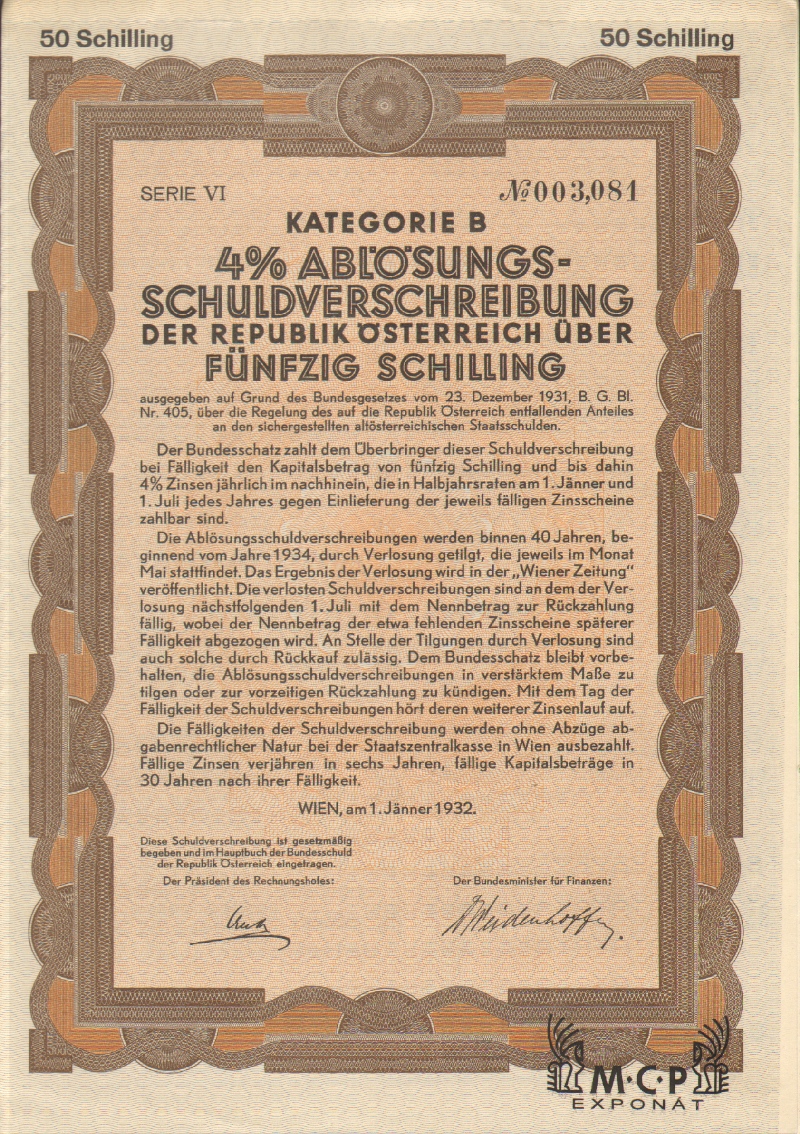 50 Schilling 50 Schilling
SERIE VI №003,081
KATEGORIE B
4% ABLÖSUNGS-
SCHULDVERSCHREIBUNG
DER REPUBLIK ÖSTERREICH ÜBER
FÜNFZIG SCHILLING
ausgegeben auf Grund des Bundesgesetzes vom 23. Dezember 1931, B. G. Bl.
Nr. 405, über die Regelung des auf die Republik Österreich entfallenden Anteiles
an den sichergestellten altösterreichischen Staatsschulden.
Der Bundesschatz zahlt dem Überbringer dieser Schuldverschreibung
bei Fälligkeit den Kapitalsbetrag von fünfzig Schilling und bis dahin
4% Zinsen jährlich im nachhinein, die in Halbjahrsraten am 1. Jänner und
1. Juli jedes Jahres gegen Einlieferung der jeweils fälligen Zinsscheine
zahlbar sind.
Die Ablösungsschuldverschreibungen werden binnen 40 Jahren, be-
ginnend vom Jahre 1934, durch Verlosung getilgt, die jeweils im Monat
Mai stattfindet. Das Ergebnis der Verlosung wird in der „Wiener Zeitung“
veröffentlicht. Die verlosten Schuldverschreibungen sind an dem der Ver-
losung nächstfolgenden 1. Juli mit dem Nennbetrag zur Rückzahlung
fällig, wobei der Nennbetrag der etwa fehlenden Zinsscheine späterer
Fälligkeit abgezogen wird. An Stelle der Tilgungen durch Verlosung sind
auch solche durch Rückkauf zulässig. Dem Bundesschatz bleibt vorbe-
halten, die Ablösungsschuldverschreibungen in verstärktem Maße zu
tilgen oder zur vorzeitigen Rückzahlung zu kündigen. Mit dem Tag der
Fälligkeit der Schuldverschreibungen hört deren weiterer Zinsenlauf auf.
Die Fälligkeiten der Schuldverschreibung werden ohne Abzüge ab-
gabenrechtlicher Natur bei der Staatszentralkasse in Wien ausbezahlt.
Fällige Zinsen verjähren in sechs Jahren, fällige Kapitalsbeträge in
30 Jahren nach ihrer Fälligkeit.
WIEN, am 1. Jänner 1932.
Diese Schuldverschreibung ist gesetzmäßig
begeben und im Hauptbuch der Bundesschuld
der Republik Österreich eingetragen.
Der Präsident des Rechnungshofes: Der Bundesminister für Finanzen:
Weidenhoffer.
M·C·P
EXPONÁT